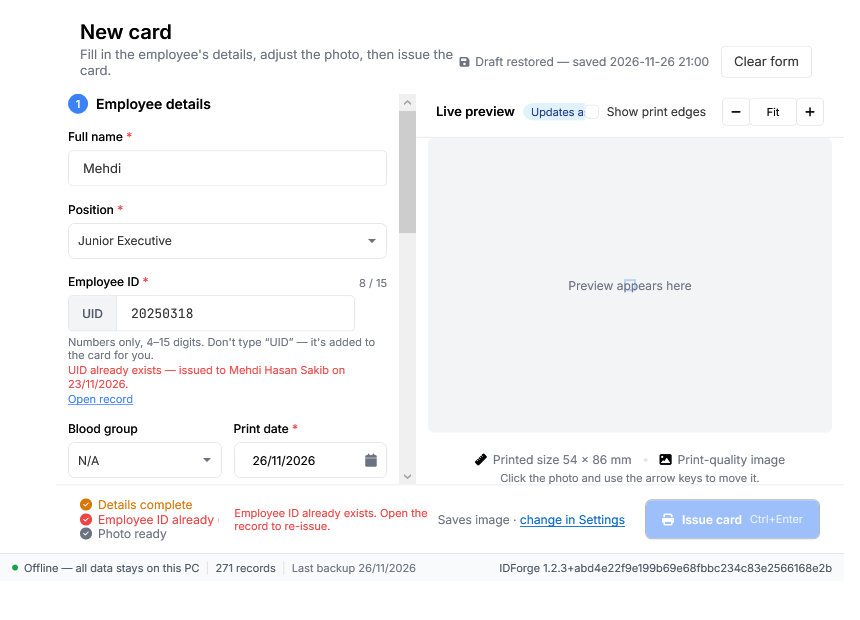 New card
Fill in the employee's details, adjust the photo, then issue the
card.
Draft restored — saved 2026-11-26 21:00
Clear form
1 Employee details
Full name *
Mehdi
Position *
Junior Executive
Employee ID *
8 / 15
UID
20250318
Numbers only, 4–15 digits. Don't type “UID” — it's added to
the card for you.
UID already exists — issued to Mehdi Hasan Sakib on
23/11/2026.
Open record
Blood group
Print date *
N/A
26/11/2026
Live preview
Updates a
Show print edges
− Fit +
Preview appears here
Printed size 54 × 86 mm • Print-quality image
Click the photo and use the arrow keys to move it.
Details complete
Employee ID already
Photo ready
Employee ID already exists. Open the
record to re-issue.
Saves image · change in Settings
Issue card Ctrl+Enter
Offline — all data stays on this PC
271 records
Last backup 26/11/2026
IDForge 1.2.3+abd4e22f9e199b69e68fbbc234c83e2566168e2b